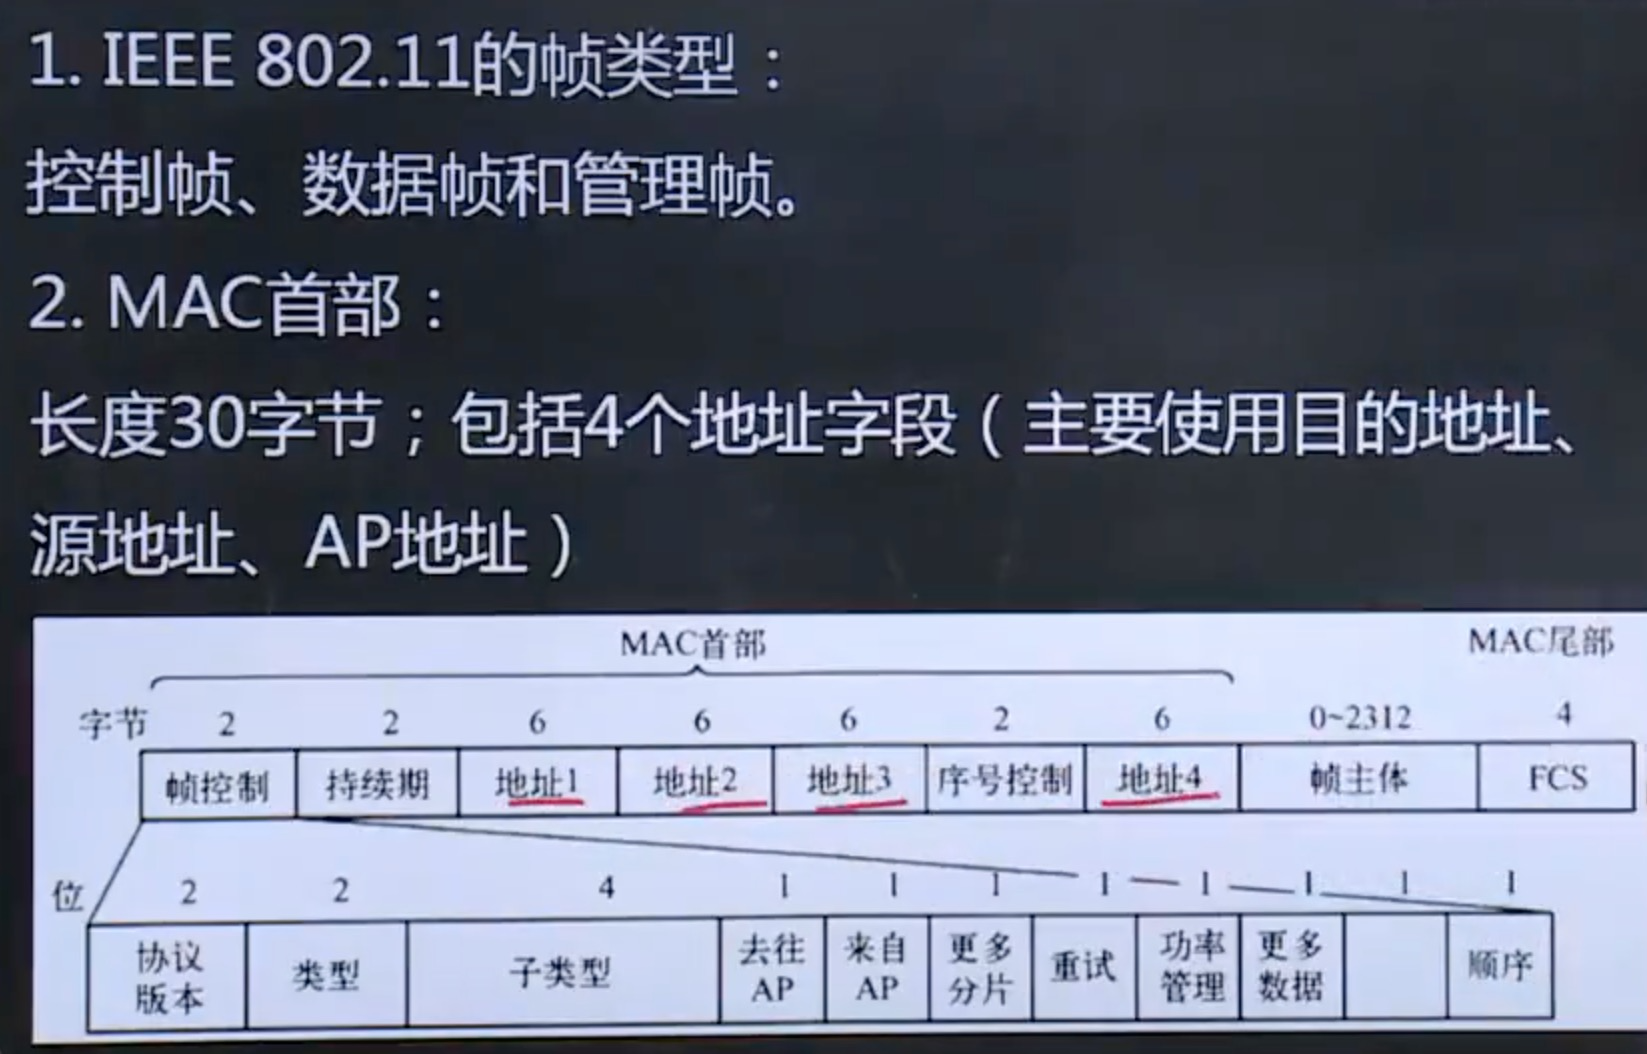 1. IEEE 802.11的帧类型：
控制帧、数据帧和管理帧。
2. MAC首部：
长度30字节；包括4个地址字段（主要使用目的地址、
源地址、AP地址）
MAC首部 MAC尾部
字节 2 2 6 6 6 2 6 0~2312 4
帧控制 持续期 地址1 地址2 地址3 序号控制 地址4 帧主体 FCS
位 2 2 4 1 1 1 1 1 1 1 1
协议版本 类型 子类型 去往AP 来自AP 更多分片 重试 功率管理 更多数据 顺序